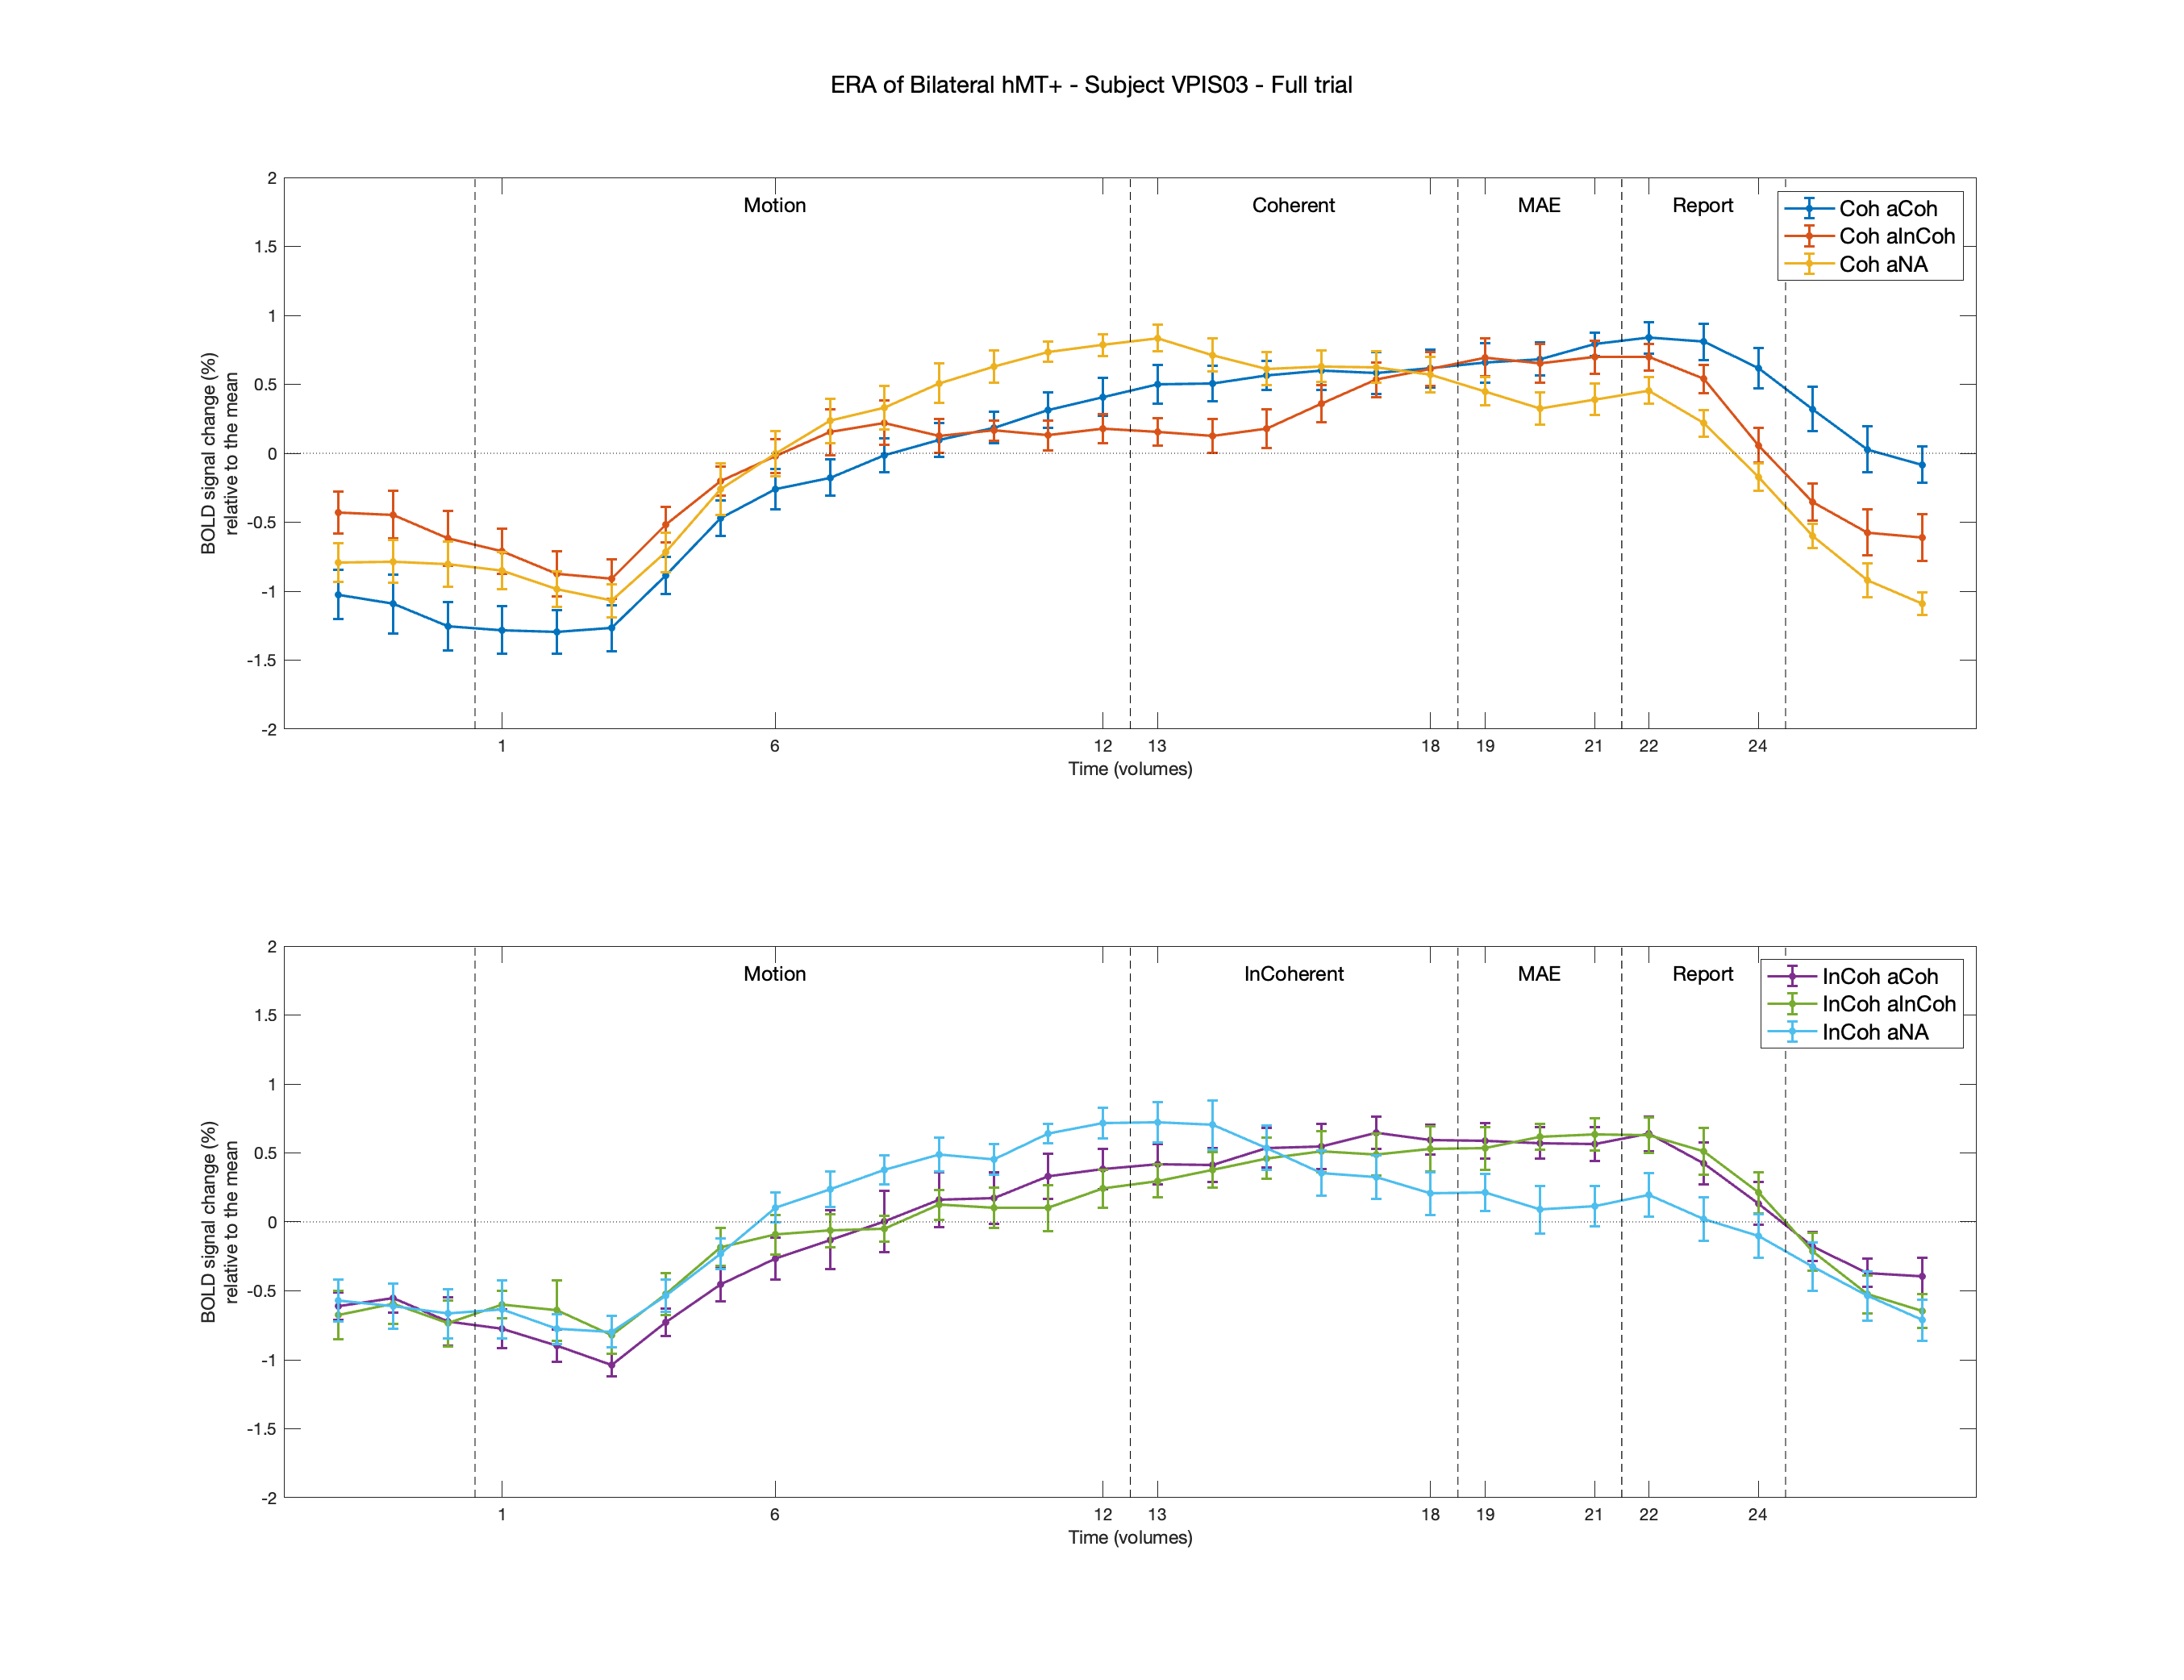 ERA of Bilateral hMT+ - Subject VPIS03 - Full trial
Motion
Coherent
MAE
Report
Coh aCoh
Coh aInCoh
Coh aNA
2
1.5
1
0.5
0
-0.5
-1
-1.5
-2
BOLD signal change (%)
relative to the mean
1 6 12 13 18 19 21 22 24
Time (volumes)
Motion
InCoherent
MAE
Report
InCoh aCoh
InCoh aInCoh
InCoh aNA
2
1.5
1
0.5
0
-0.5
-1
-1.5
-2
BOLD signal change (%)
relative to the mean
1 6 12 13 18 19 21 22 24
Time (volumes)